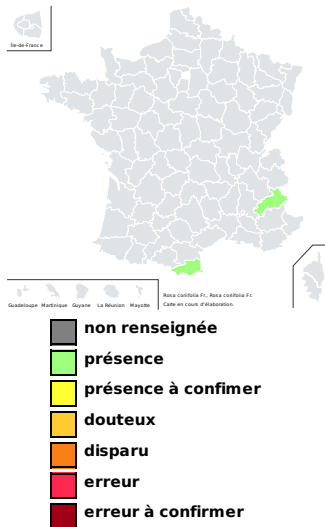 Île-de-France
Rosa coriifolia Fr., Rosa coriifolia Fr.
Carte en cours d'élaboration.
Guadeloupe Martinique Guyane La Réunion Mayotte
non renseignée
présence
présence à confimer
douteux
disparu
erreur
erreur à confirmer